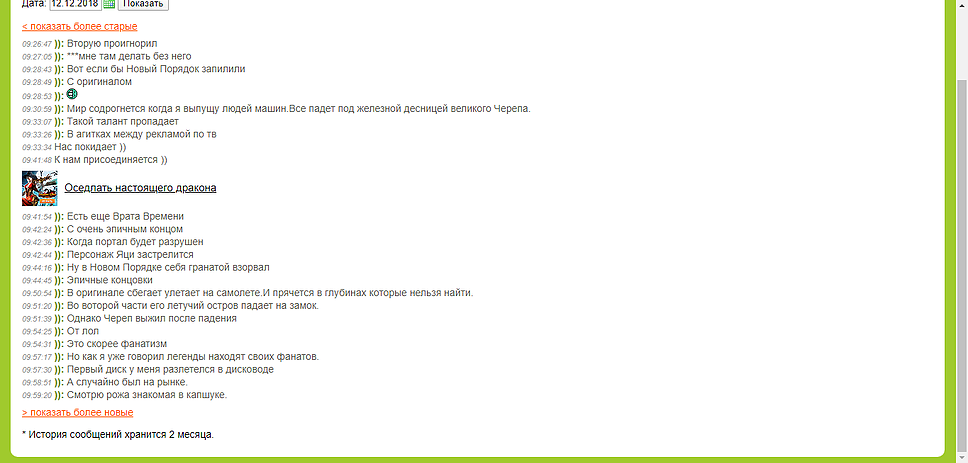 Дата: 12.12.2018 Показать
< показать более старые
09:26:47 )): Вторую проигнорил
09:27:05 )): ***мне там делать без него
09:28:43 )): Вот если бы Новый Порядок запилили
09:28:49 )): С оригиналом
09:28:53 )):
09:30:59 )): Мир содрогнется когда я выпущу людей машин.Все падет под железной десницей великого Черепа.
09:33:07 )): Такой талант пропадает
09:33:26 )): В агитках между рекламой по тв
09:33:34 Нас покидает ))
09:41:48 К нам присоединяется ))
Оседлать настоящего дракона
09:41:54 )): Есть еще Врата Времени
09:42:24 )): С очень эпичным концом
09:42:36 )): Когда портал будет разрушен
09:42:44 )): Персонаж Яци застрелится
09:44:16 )): Ну в Новом Порядке себя гранатой взорвал
09:44:45 )): Эпичные концовки
09:50:54 )): В оригинале сбегает улетает на самолете.И прячется в глубинах которые нельзя найти.
09:51:20 )): Во воторой части его летучий остров падает на замок.
09:51:39 )): Однако Череп выжил после падения
09:54:25 )): От лол
09:54:31 )): Это скорее фанатизм
09:57:17 )): Но как я уже говорил легенды находят своих фанатов.
09:57:30 )): Первый диск у меня разлетелся в дисководе
09:58:51 )): А случайно был на рынке.
09:59:20 )): Смотрю рожа знакомая в капшуке.
> показать более новые
* История сообщений хранится 2 месяца.